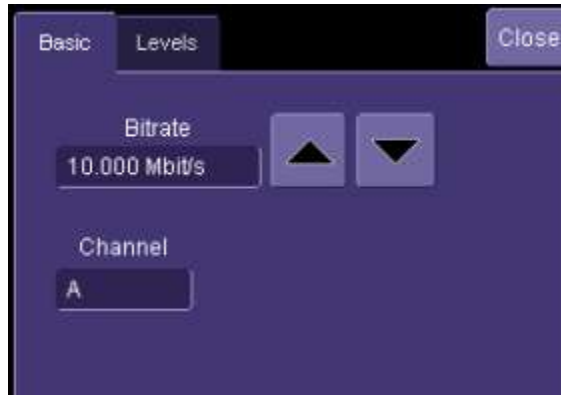 Basic Levels Close
Bitrate
10.000 Mbit/s
Channel
A